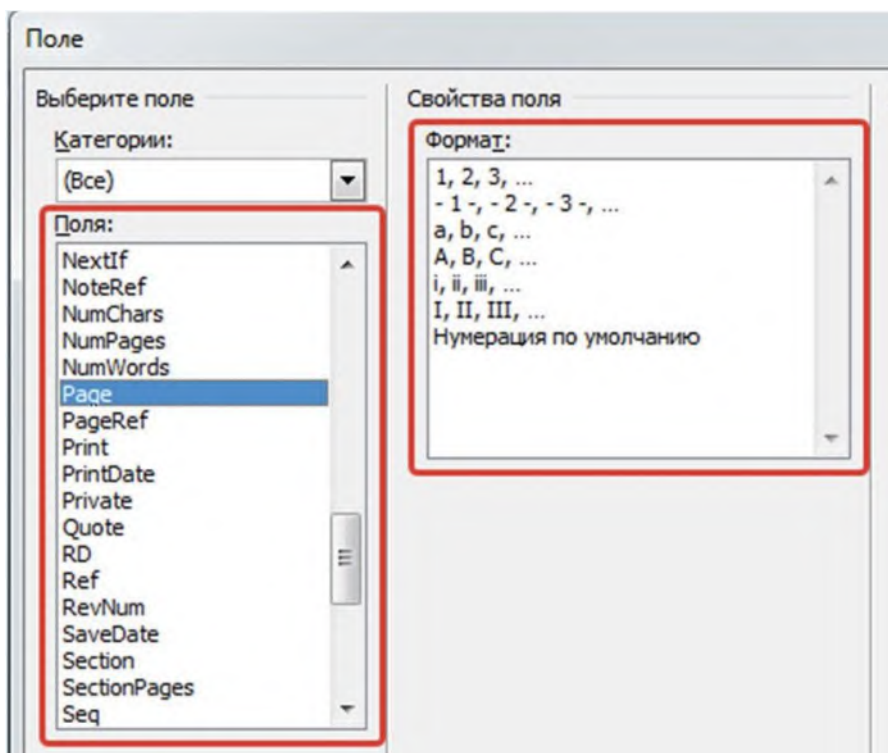 Поле
Выберите поле
Категории:
(Все)
Поля:
NextIf
NoteRef
NumChars
NumPages
NumWords
Page
PageRef
Print
PrintDate
Private
Quote
RD
Ref
RevNum
SaveDate
Section
SectionPages
Seq
Свойства поля
Формат:
1, 2, 3, ...
- 1 -, - 2 -, - 3 -, ...
a, b, c, ...
A, B, C, ...
i, ii, iii, ...
I, II, III, ...
Нумерация по умолчанию